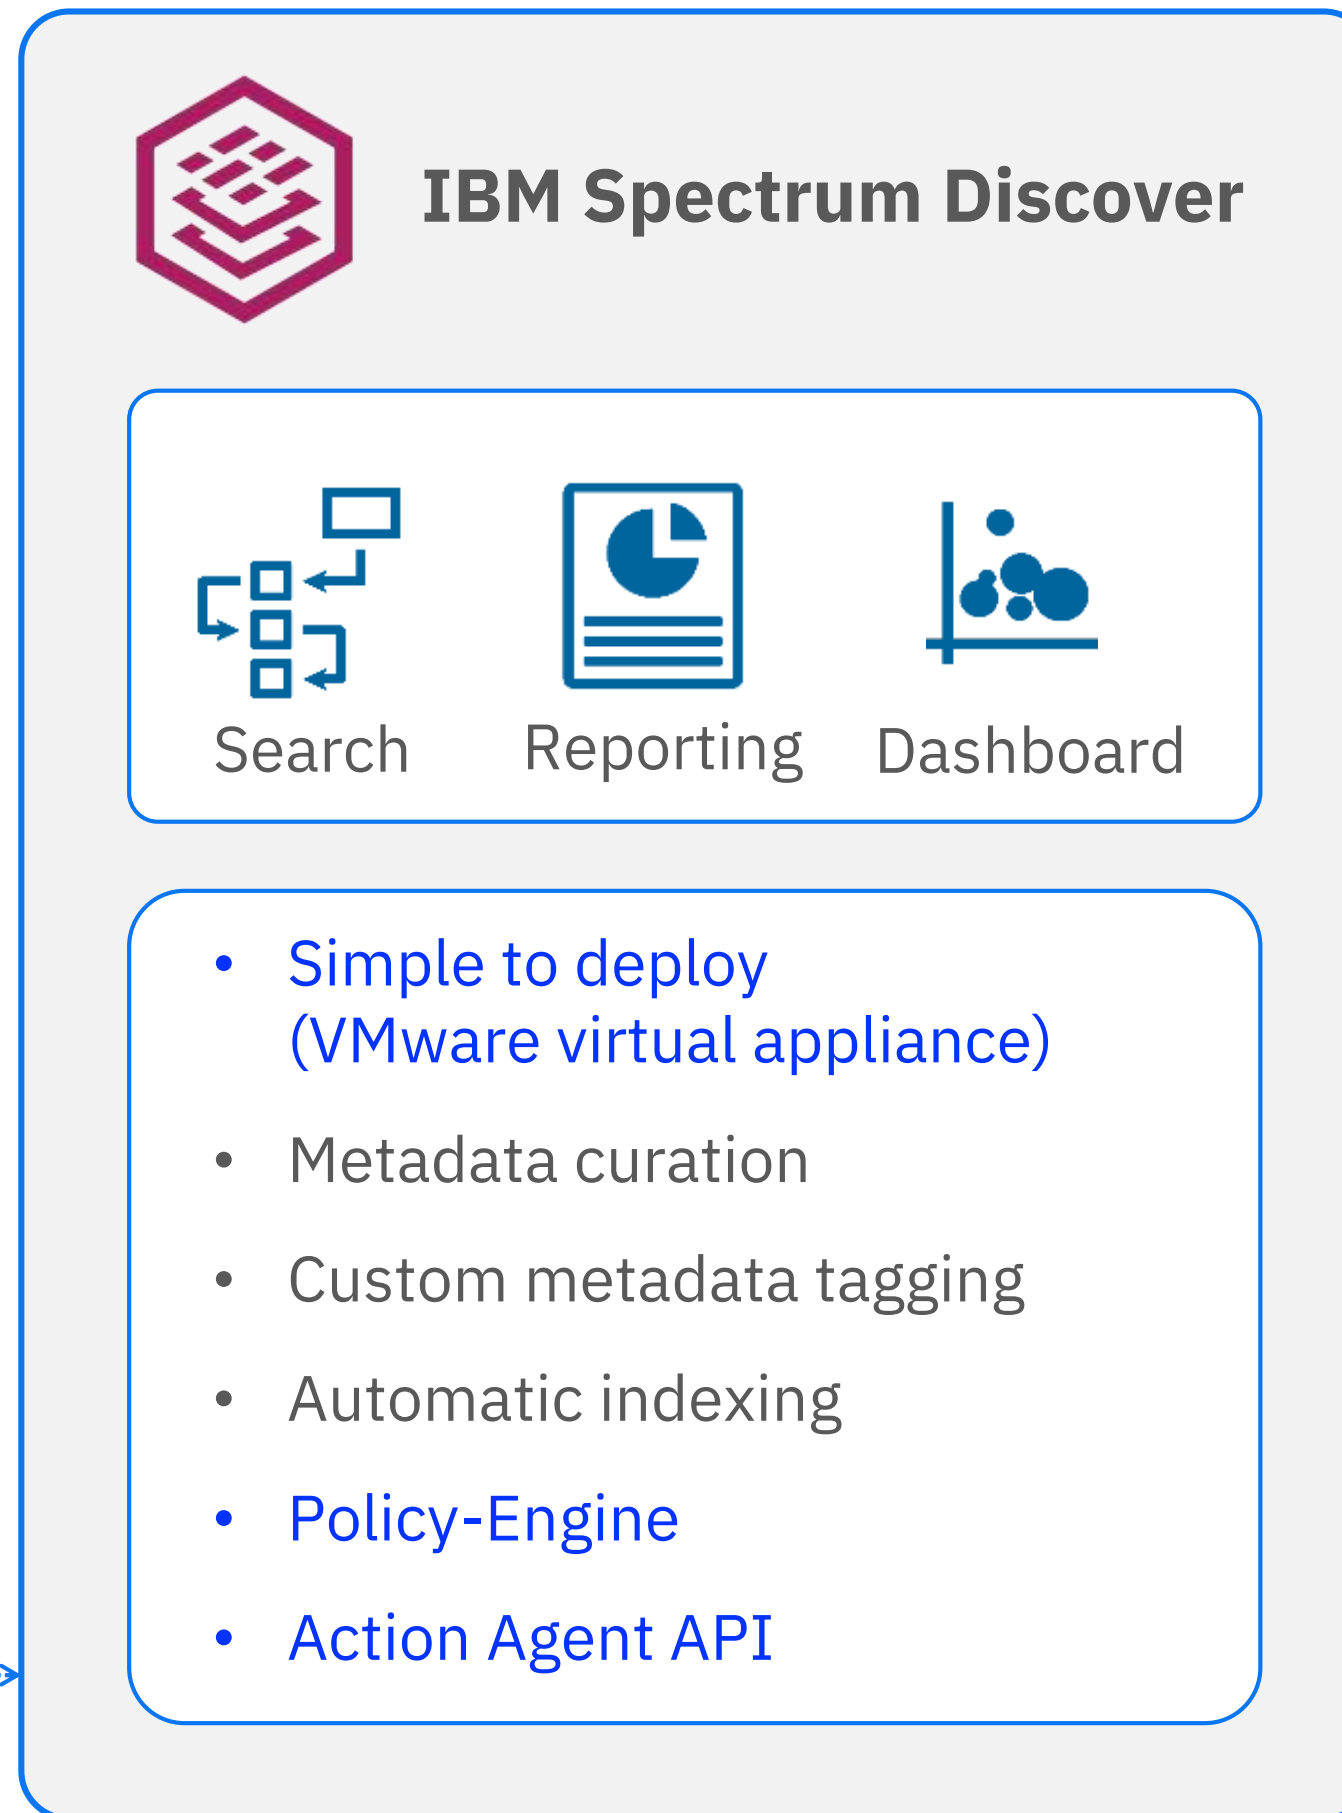 IBM Spectrum Discover
Search Reporting Dashboard
• Simple to deploy
(VMware virtual appliance)
• Metadata curation
• Custom metadata tagging
• Automatic indexing
• Policy-Engine
• Action Agent API